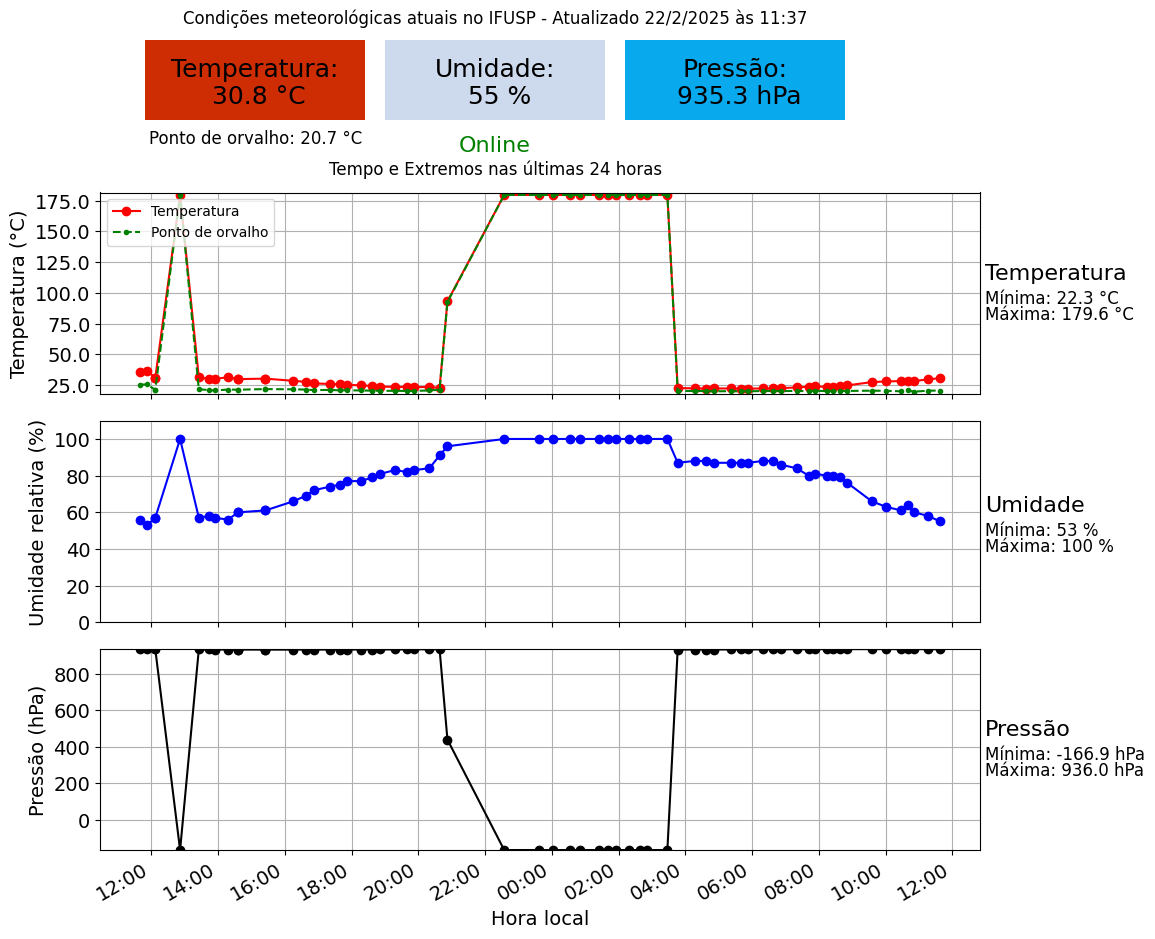 Condições meteorológicas atuais no IFUSP - Atualizado 22/2/2025 às 11:37
Temperatura:
30.8 °C
Umidade:
55 %
Pressão:
935.3 hPa
Ponto de orvalho: 20.7 °C
Online
Tempo e Extremos nas últimas 24 horas
Temperatura (°C)
175.0
150.0
125.0
100.0
75.0
50.0
25.0
Temperatura
Ponto de orvalho
Temperatura
Mínima: 22.3 °C
Máxima: 179.6 °C
Umidade relativa (%)
100
80
60
40
20
0
Umidade
Mínima: 53 %
Máxima: 100 %
Pressão (hPa)
800
600
400
200
0
Pressão
Mínima: -166.9 hPa
Máxima: 936.0 hPa
12:00
14:00
16:00
18:00
20:00
22:00
00:00
02:00
04:00
06:00
08:00
10:00
12:00
Hora local